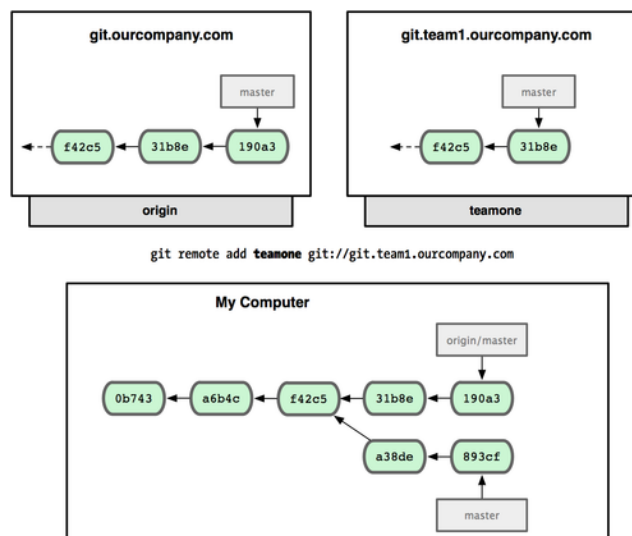 git.ourcompany.com
master
f42c5 31b8e 190a3
origin
git.team1.ourcompany.com
master
f42c5 31b8e
teamone
git remote add teamone git://git.team1.ourcompany.com
My Computer
origin/master
0b743 a6b4c f42c5 31b8e 190a3
a38de 893cf
master